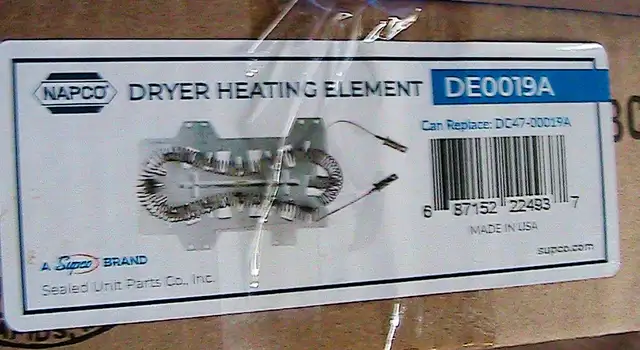 NAPCO
DRYER HEATING ELEMENT
DE0019A
Can Replace: DC47-00019A
6 87152 22493 7
MADE IN USA
supco.com
A Supco BRAND
Sealed Unit Parts Co., Inc.